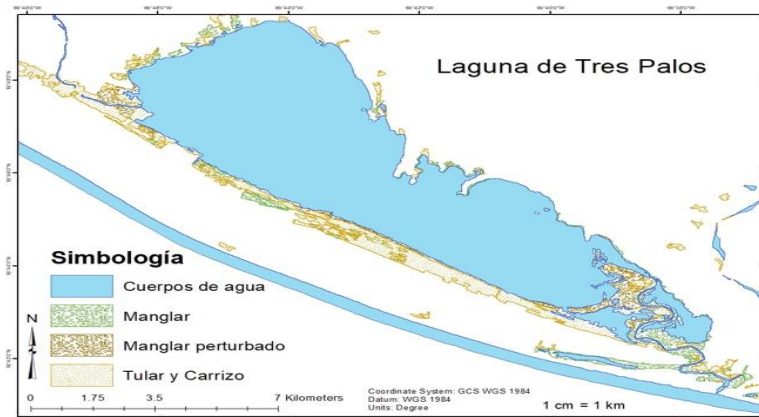 Laguna de Tres Palos
Simbología
Cuerpos de agua
Manglar
Manglar perturbado
Tular y Carrizo
N
0 1.75 3.5 7 Kilometers
Coordinate System: GCS WGS 1984
Datum: WGS 1984
Units: Degree
1 cm = 1 km